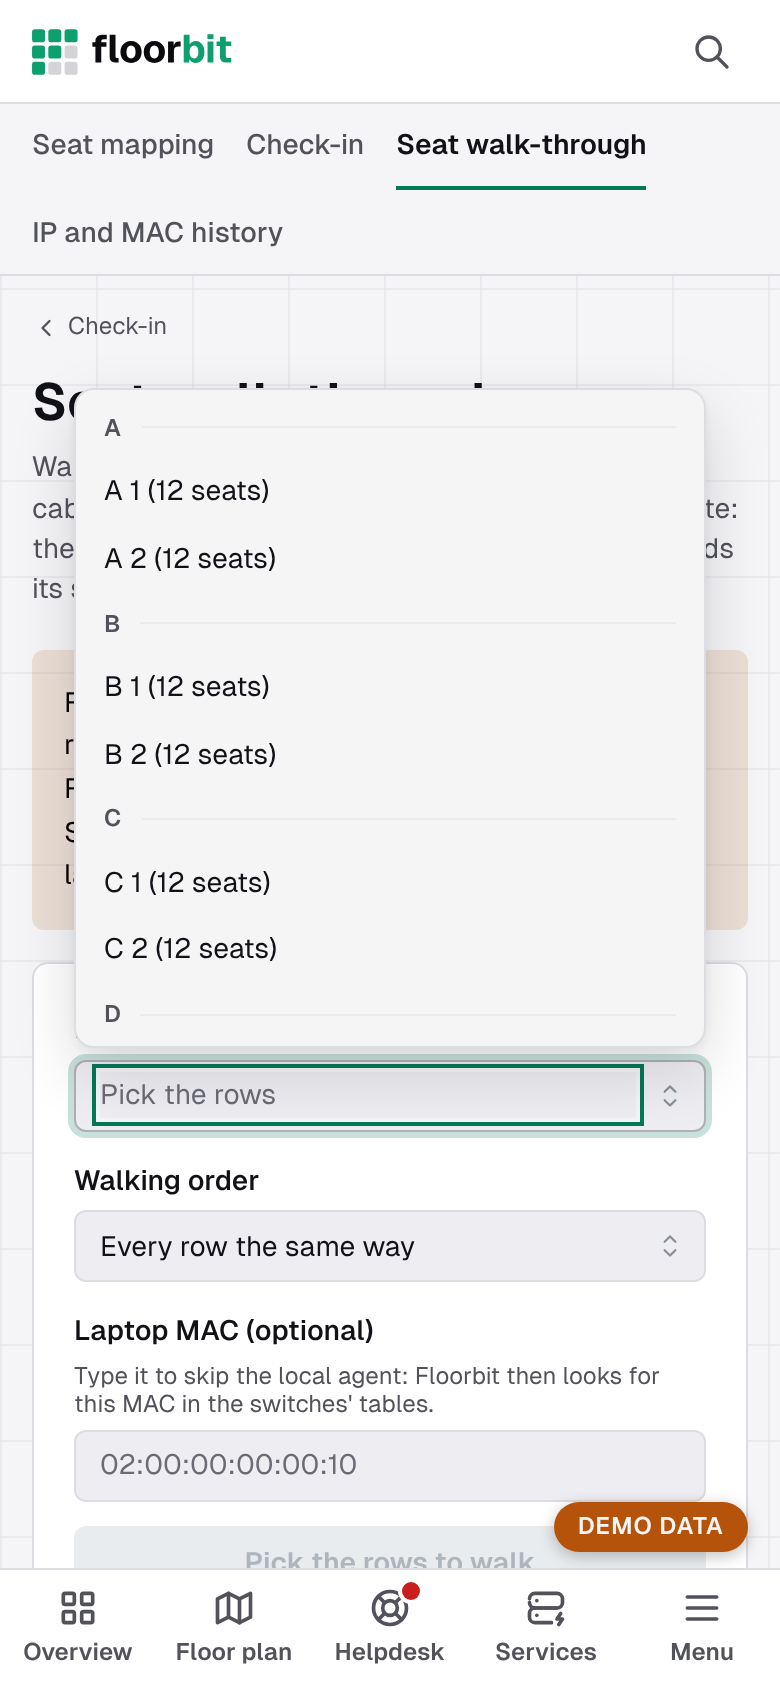 floorbit
Seat mapping
Check-in
Seat walk-through
IP and MAC history
Check-in
A
A 1 (12 seats)
A 2 (12 seats)
B
B 1 (12 seats)
B 2 (12 seats)
C
C 1 (12 seats)
C 2 (12 seats)
D
Pick the rows
Walking order
Every row the same way
Laptop MAC (optional)
Type it to skip the local agent: Floorbit then looks for
this MAC in the switches' tables.
02:00:00:00:00:10
Pick the rows to walk
DEMO DATA
Overview
Floor plan
Helpdesk
Services
Menu